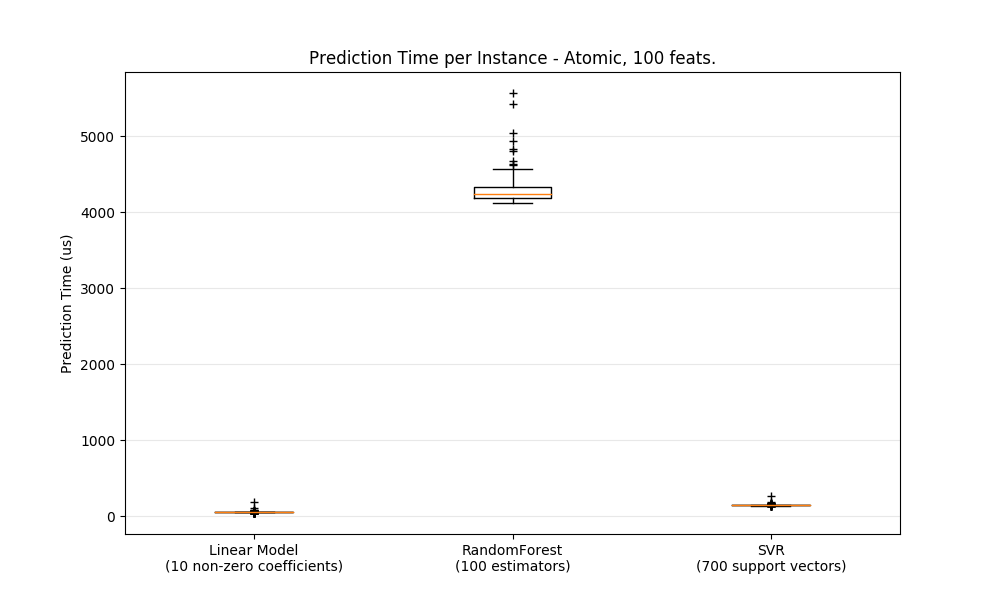 Prediction Time per Instance - Atomic, 100 feats.
Prediction Time (us)
5000
4000
3000
2000
1000
0
Linear Model
(10 non-zero coefficients)
RandomForest
(100 estimators)
SVR
(700 support vectors)